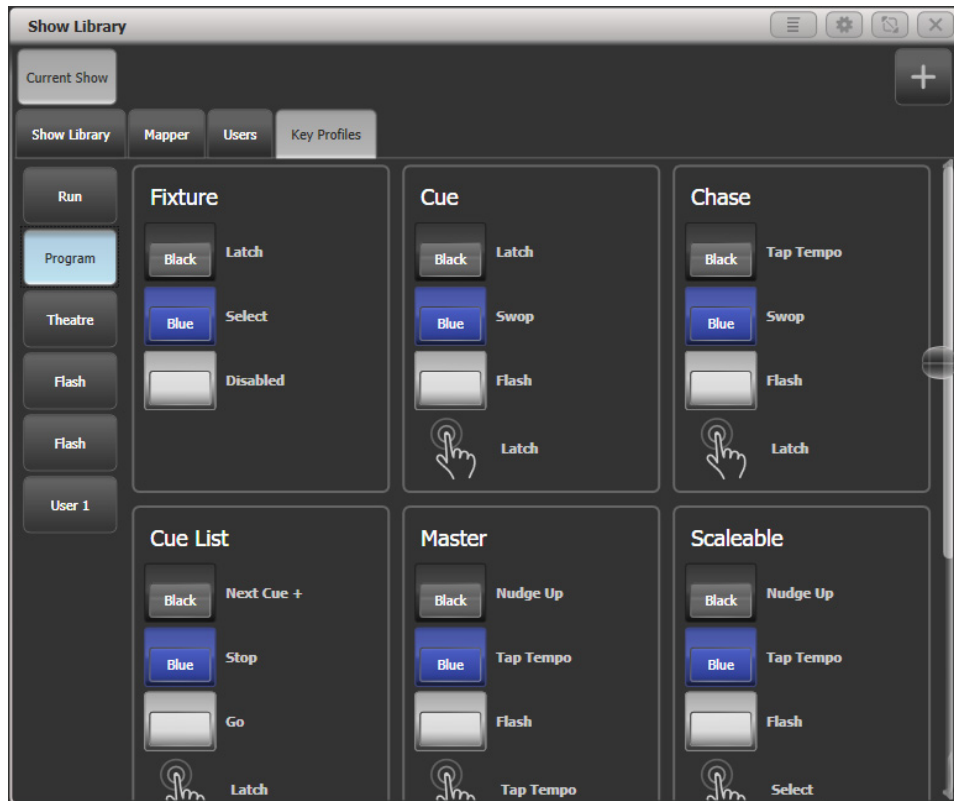 Show Library
Current Show
Show Library
Mapper
Users
Key Profiles
Run
Program
Theatre
Flash
Flash
User 1
Fixture
Black
Latch
Blue
Select
Disabled
Cue
Black
Latch
Blue
Swop
Flash
Latch
Chase
Black
Tap Tempo
Blue
Swop
Flash
Latch
Cue List
Black
Next Cue +
Blue
Stop
Go
Latch
Master
Black
Nudge Up
Blue
Tap Tempo
Flash
Tap Tempo
Scaleable
Black
Nudge Up
Blue
Tap Tempo
Flash
Select